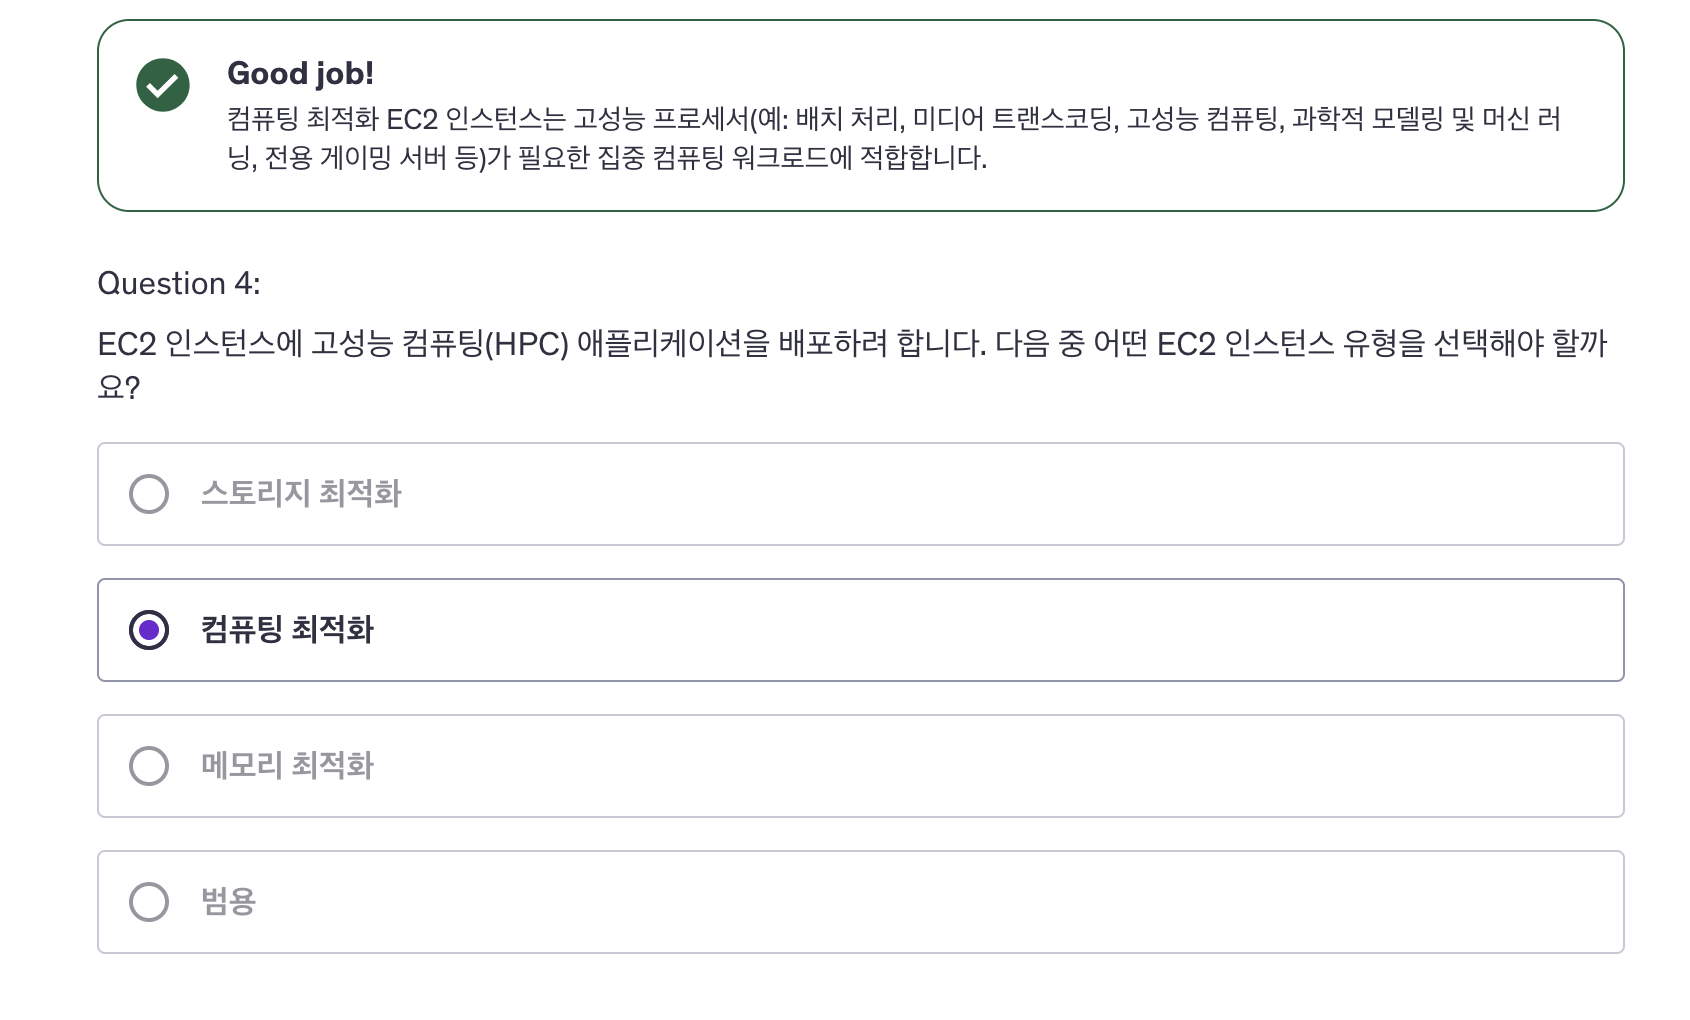 Good job!
컴퓨팅 최적화 EC2 인스턴스는 고성능 프로세서(예: 배치 처리, 미디어 트랜스코딩, 고성능 컴퓨팅, 과학적 모델링 및 머신 러
닝, 전용 게이밍 서버 등)가 필요한 집중 컴퓨팅 워크로드에 적합합니다.
Question 4:
EC2 인스턴스에 고성능 컴퓨팅(HPC) 애플리케이션을 배포하려 합니다. 다음 중 어떤 EC2 인스턴스 유형을 선택해야 할까
요?
스토리지 최적화
컴퓨팅 최적화
메모리 최적화
범용